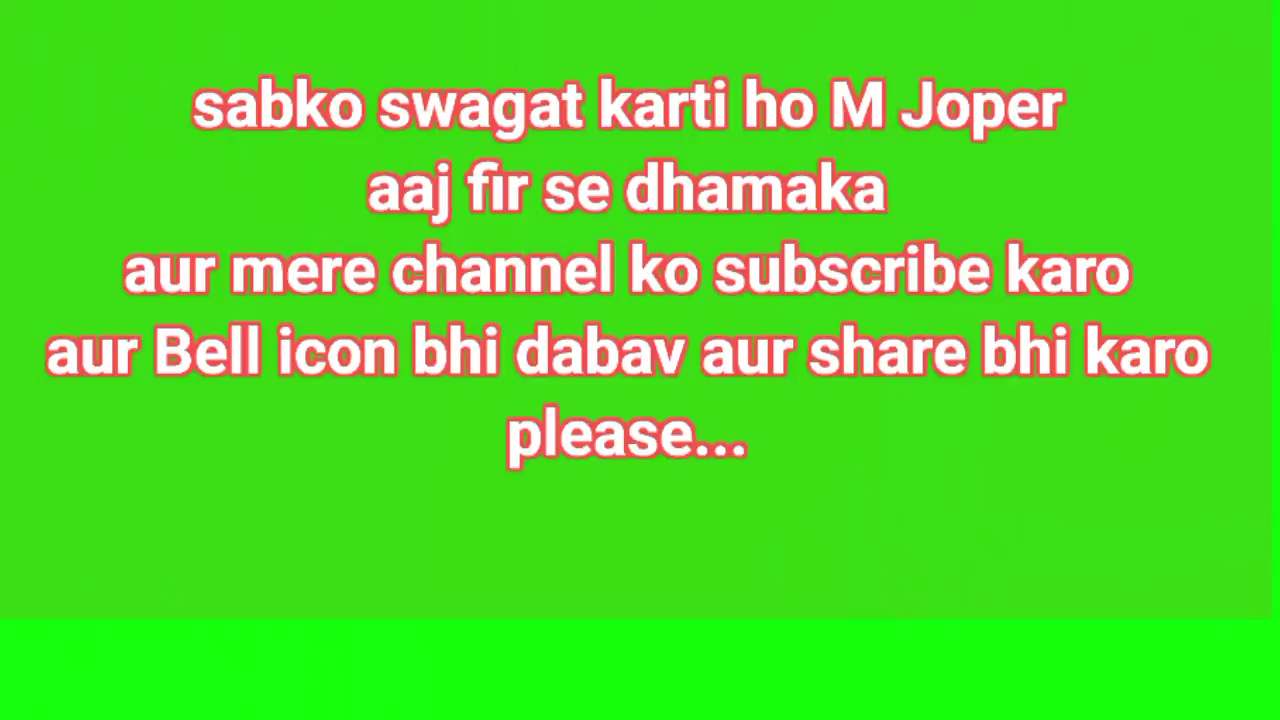 sabko swagat karti ho M Joper
aaj fir se dhamaka
aur mere channel ko subscribe karo
aur Bell icon bhi dabav aur share bhi karo
please...